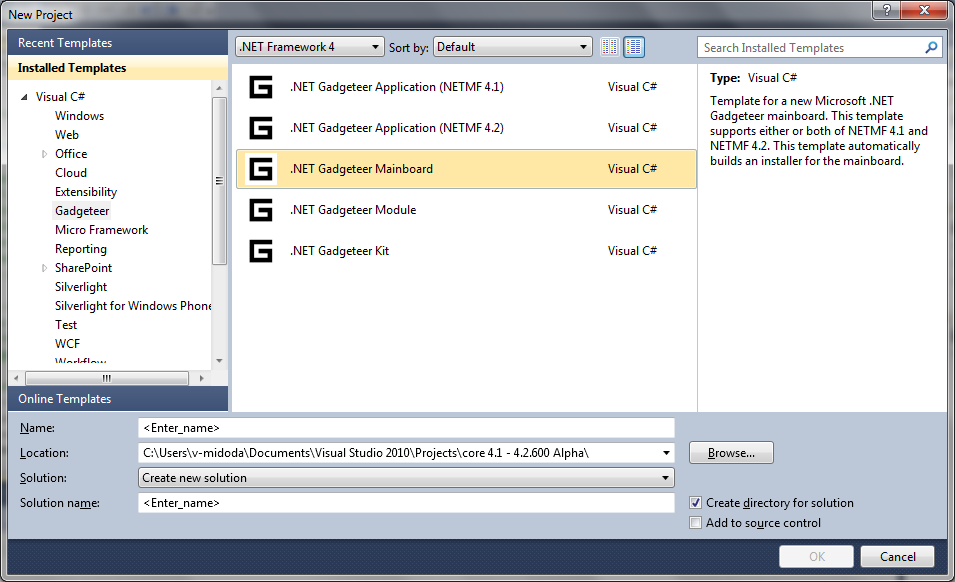 New Project
Recent Templates
Installed Templates
Visual C#
Windows
Web
Office
Cloud
Extensibility
Gadgeteer
Micro Framework
Reporting
SharePoint
Silverlight
Silverlight for Windows Phone
Test
WCF
Workflow
Online Templates
.NET Framework 4 Sort by: Default
.NET Gadgeteer Application (NETMF 4.1) Visual C#
.NET Gadgeteer Application (NETMF 4.2) Visual C#
.NET Gadgeteer Mainboard Visual C#
.NET Gadgeteer Module Visual C#
.NET Gadgeteer Kit Visual C#
Search Installed Templates
Type: Visual C#
Template for a new Microsoft .NET
Gadgeteer mainboard. This template
supports either or both of NETMF 4.1 and
NETMF 4.2. This template automatically
builds an installer for the mainboard.
Name: <Enter_name>
Location: C:\Users\v-midoda\Documents\Visual Studio 2010\Projects\core 4.1 - 4.2.600 Alpha\ Browse...
Solution: Create new solution
Solution name: <Enter_name>
Create directory for solution
Add to source control
OK Cancel